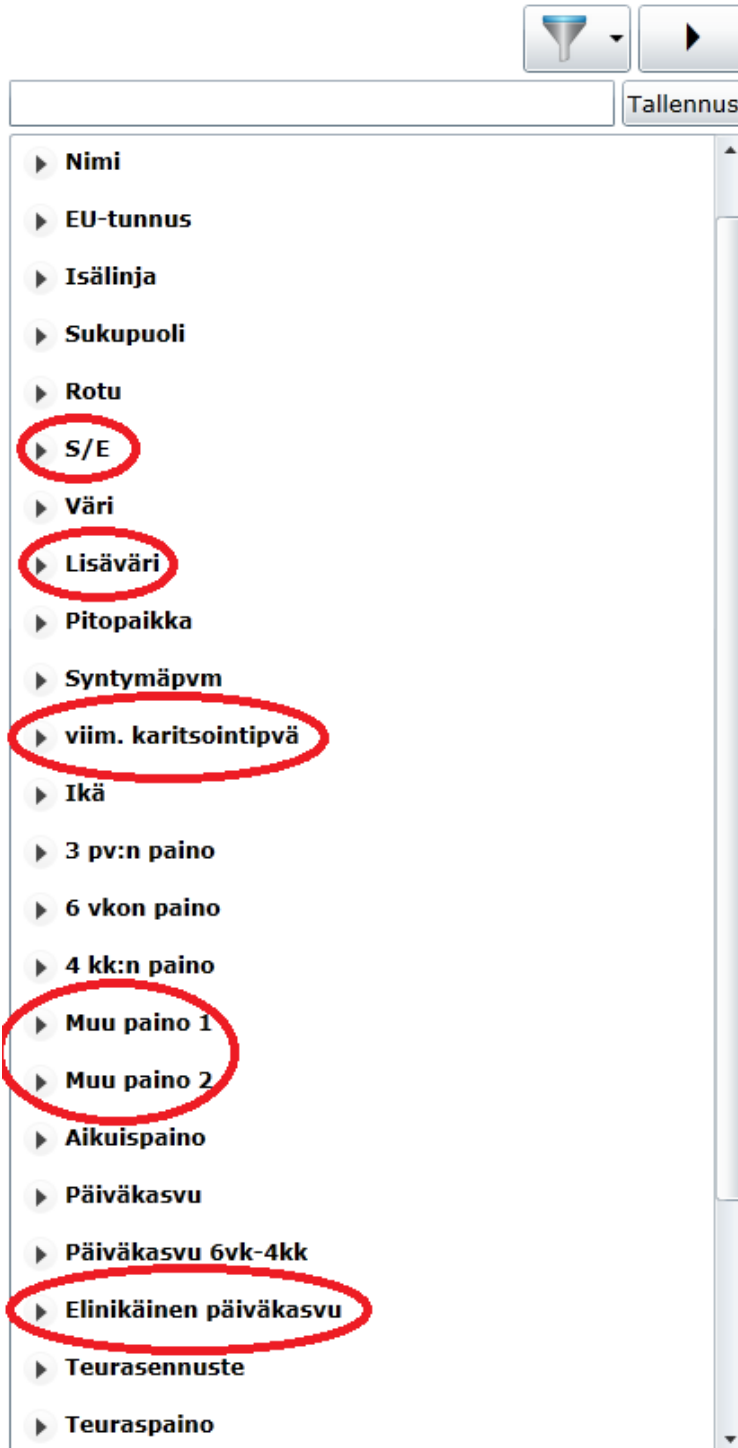 Tallennus
Nimi
EU-tunnus
Isälinja
Sukupuoli
Rotu
S/E
Väri
Lisäväri
Pitopaikka
Syntymäpvm
viim. karitsointipvä
Ikä
3 pv:n paino
6 vkon paino
4 kk:n paino
Muu paino 1
Muu paino 2
Aikuispaino
Päiväkasvu
Päiväkasvu 6vk-4kk
Elinikäinen päiväkasvu
Teurasennuste
Teuraspaino